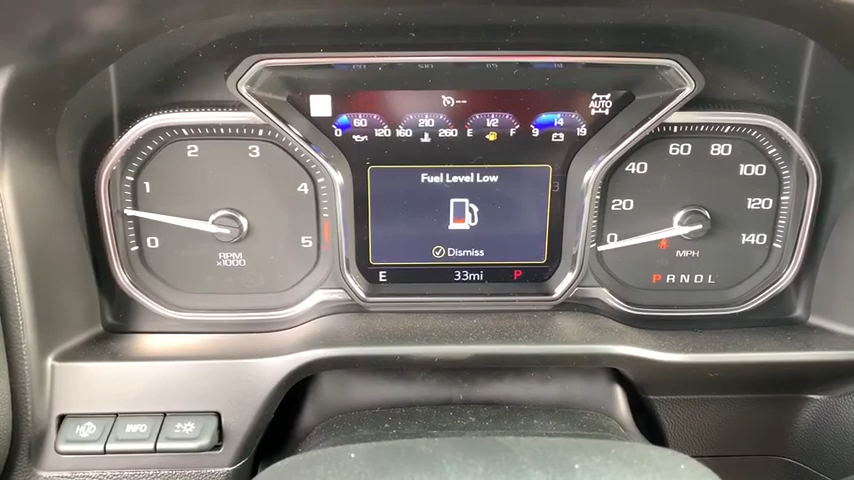 --
AUTO
60
210
1/2
14
0 120 160 260 E F 9 19
Fuel Level Low
Dismiss
E 33mi P
0 1 2 3 4 5
RPM
x1000
0 20 40 60 80 100 120 140
MPH
PRNDL
HUD INFO +